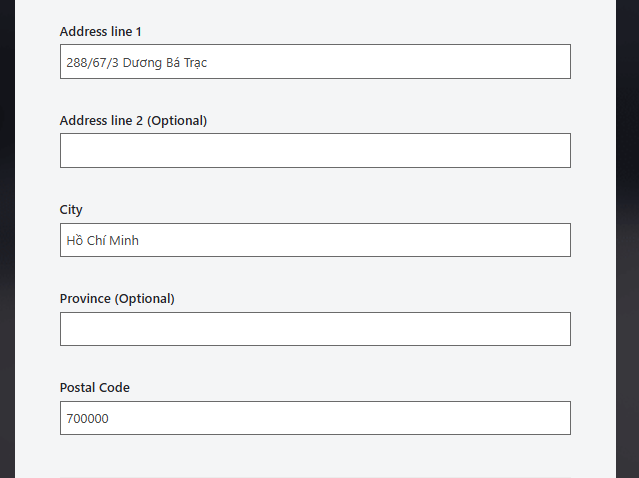 Address line 1
288/67/3 Dương Bá Trạc
Address line 2 (Optional)
City
Hồ Chí Minh
Province (Optional)
Postal Code
700000